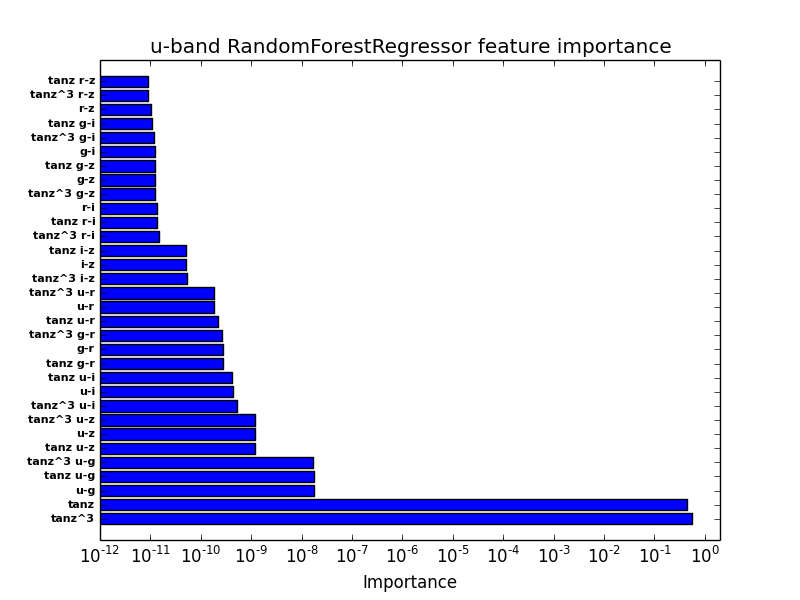 u-band RandomForestRegressor feature importance
tanz r-z
tanz^3 r-z
r-z
tanz g-i
tanz^3 g-i
g-i
tanz g-z
g-z
tanz^3 g-z
r-i
tanz r-i
tanz^3 r-i
tanz i-z
i-z
tanz^3 i-z
tanz^3 u-r
u-r
tanz u-r
tanz^3 g-r
g-r
tanz g-r
tanz u-i
u-i
tanz^3 u-i
tanz^3 u-z
u-z
tanz u-z
tanz^3 u-g
tanz u-g
u-g
tanz
tanz^3
10⁻¹² 10⁻¹¹ 10⁻¹⁰ 10⁻⁹ 10⁻⁸ 10⁻⁷ 10⁻⁶ 10⁻⁵ 10⁻⁴ 10⁻³ 10⁻² 10⁻¹ 10⁰
Importance